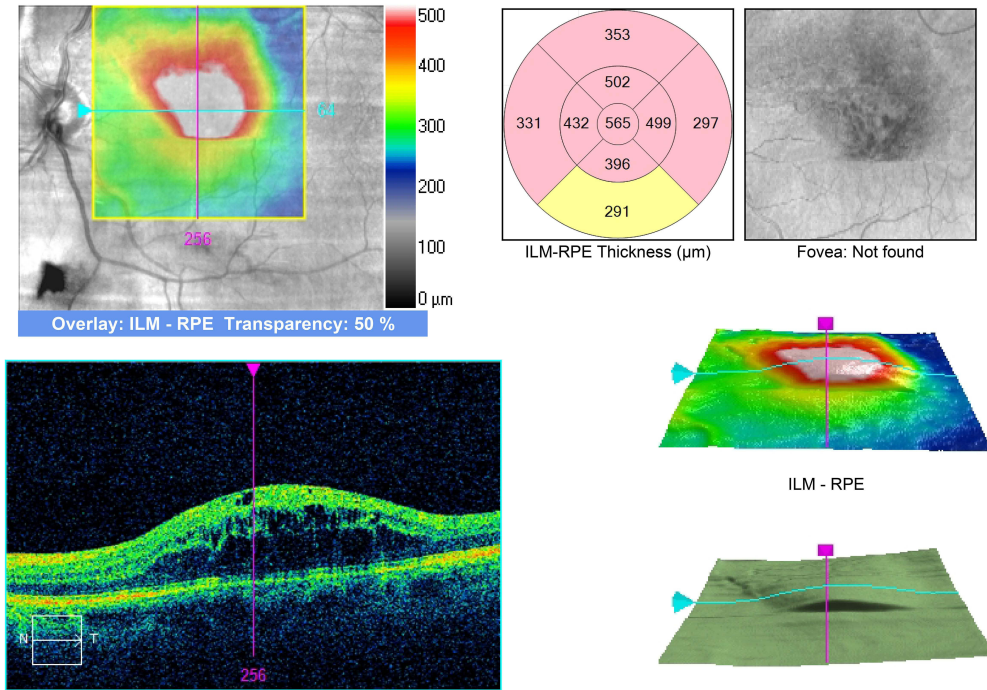 500
400
300
200
100
0 µm
64
256
Overlay: ILM - RPE Transparency: 50 %
353
502
331
432
565
499
297
396
291
ILM-RPE Thickness (µm)
Fovea: Not found
N
T
256
ILM - RPE